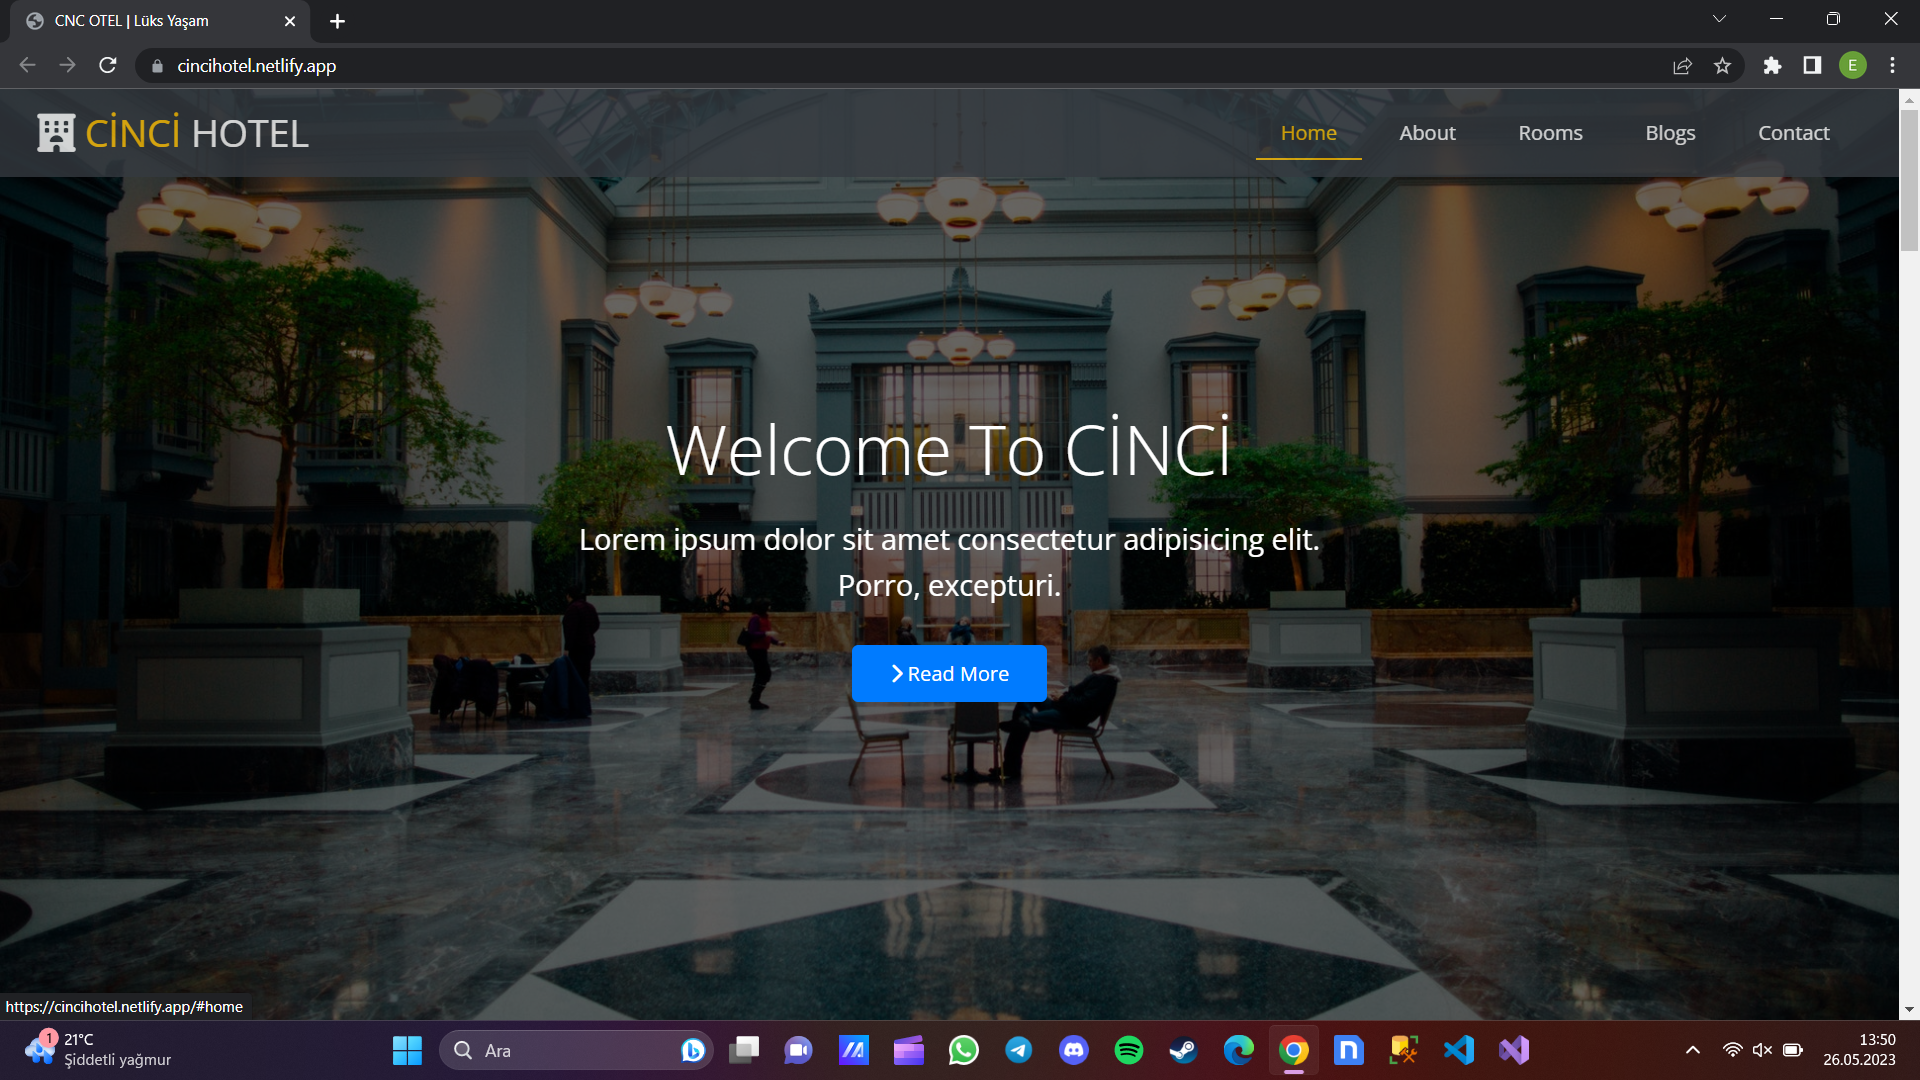 CNC OTEL | Lüks Yaşam
cincihotel.netlify.app
E
CİNCİ HOTEL
Home
About
Rooms
Blogs
Contact
Welcome To CİNCİ
Lorem ipsum dolor sit amet consectetur adipisicing elit.
Porro, excepturi.
Read More
https://cincihotel.netlify.app/#home
1
21°C
Şiddetli yağmur
Ara
13:50
26.05.2023